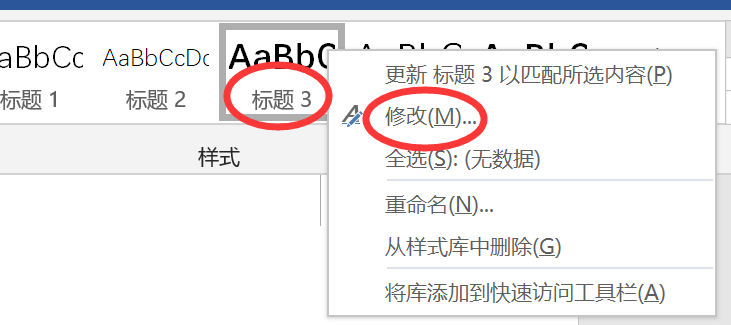 aBbCc AaBbCcDc AaBbC
标题 1 标题 2 标题 3
样式
更新 标题 3 以匹配所选内容(P)
修改(M)...
全选(S): (无数据)
重命名(N)...
从样式库中删除(G)
将库添加到快速访问工具栏(A)